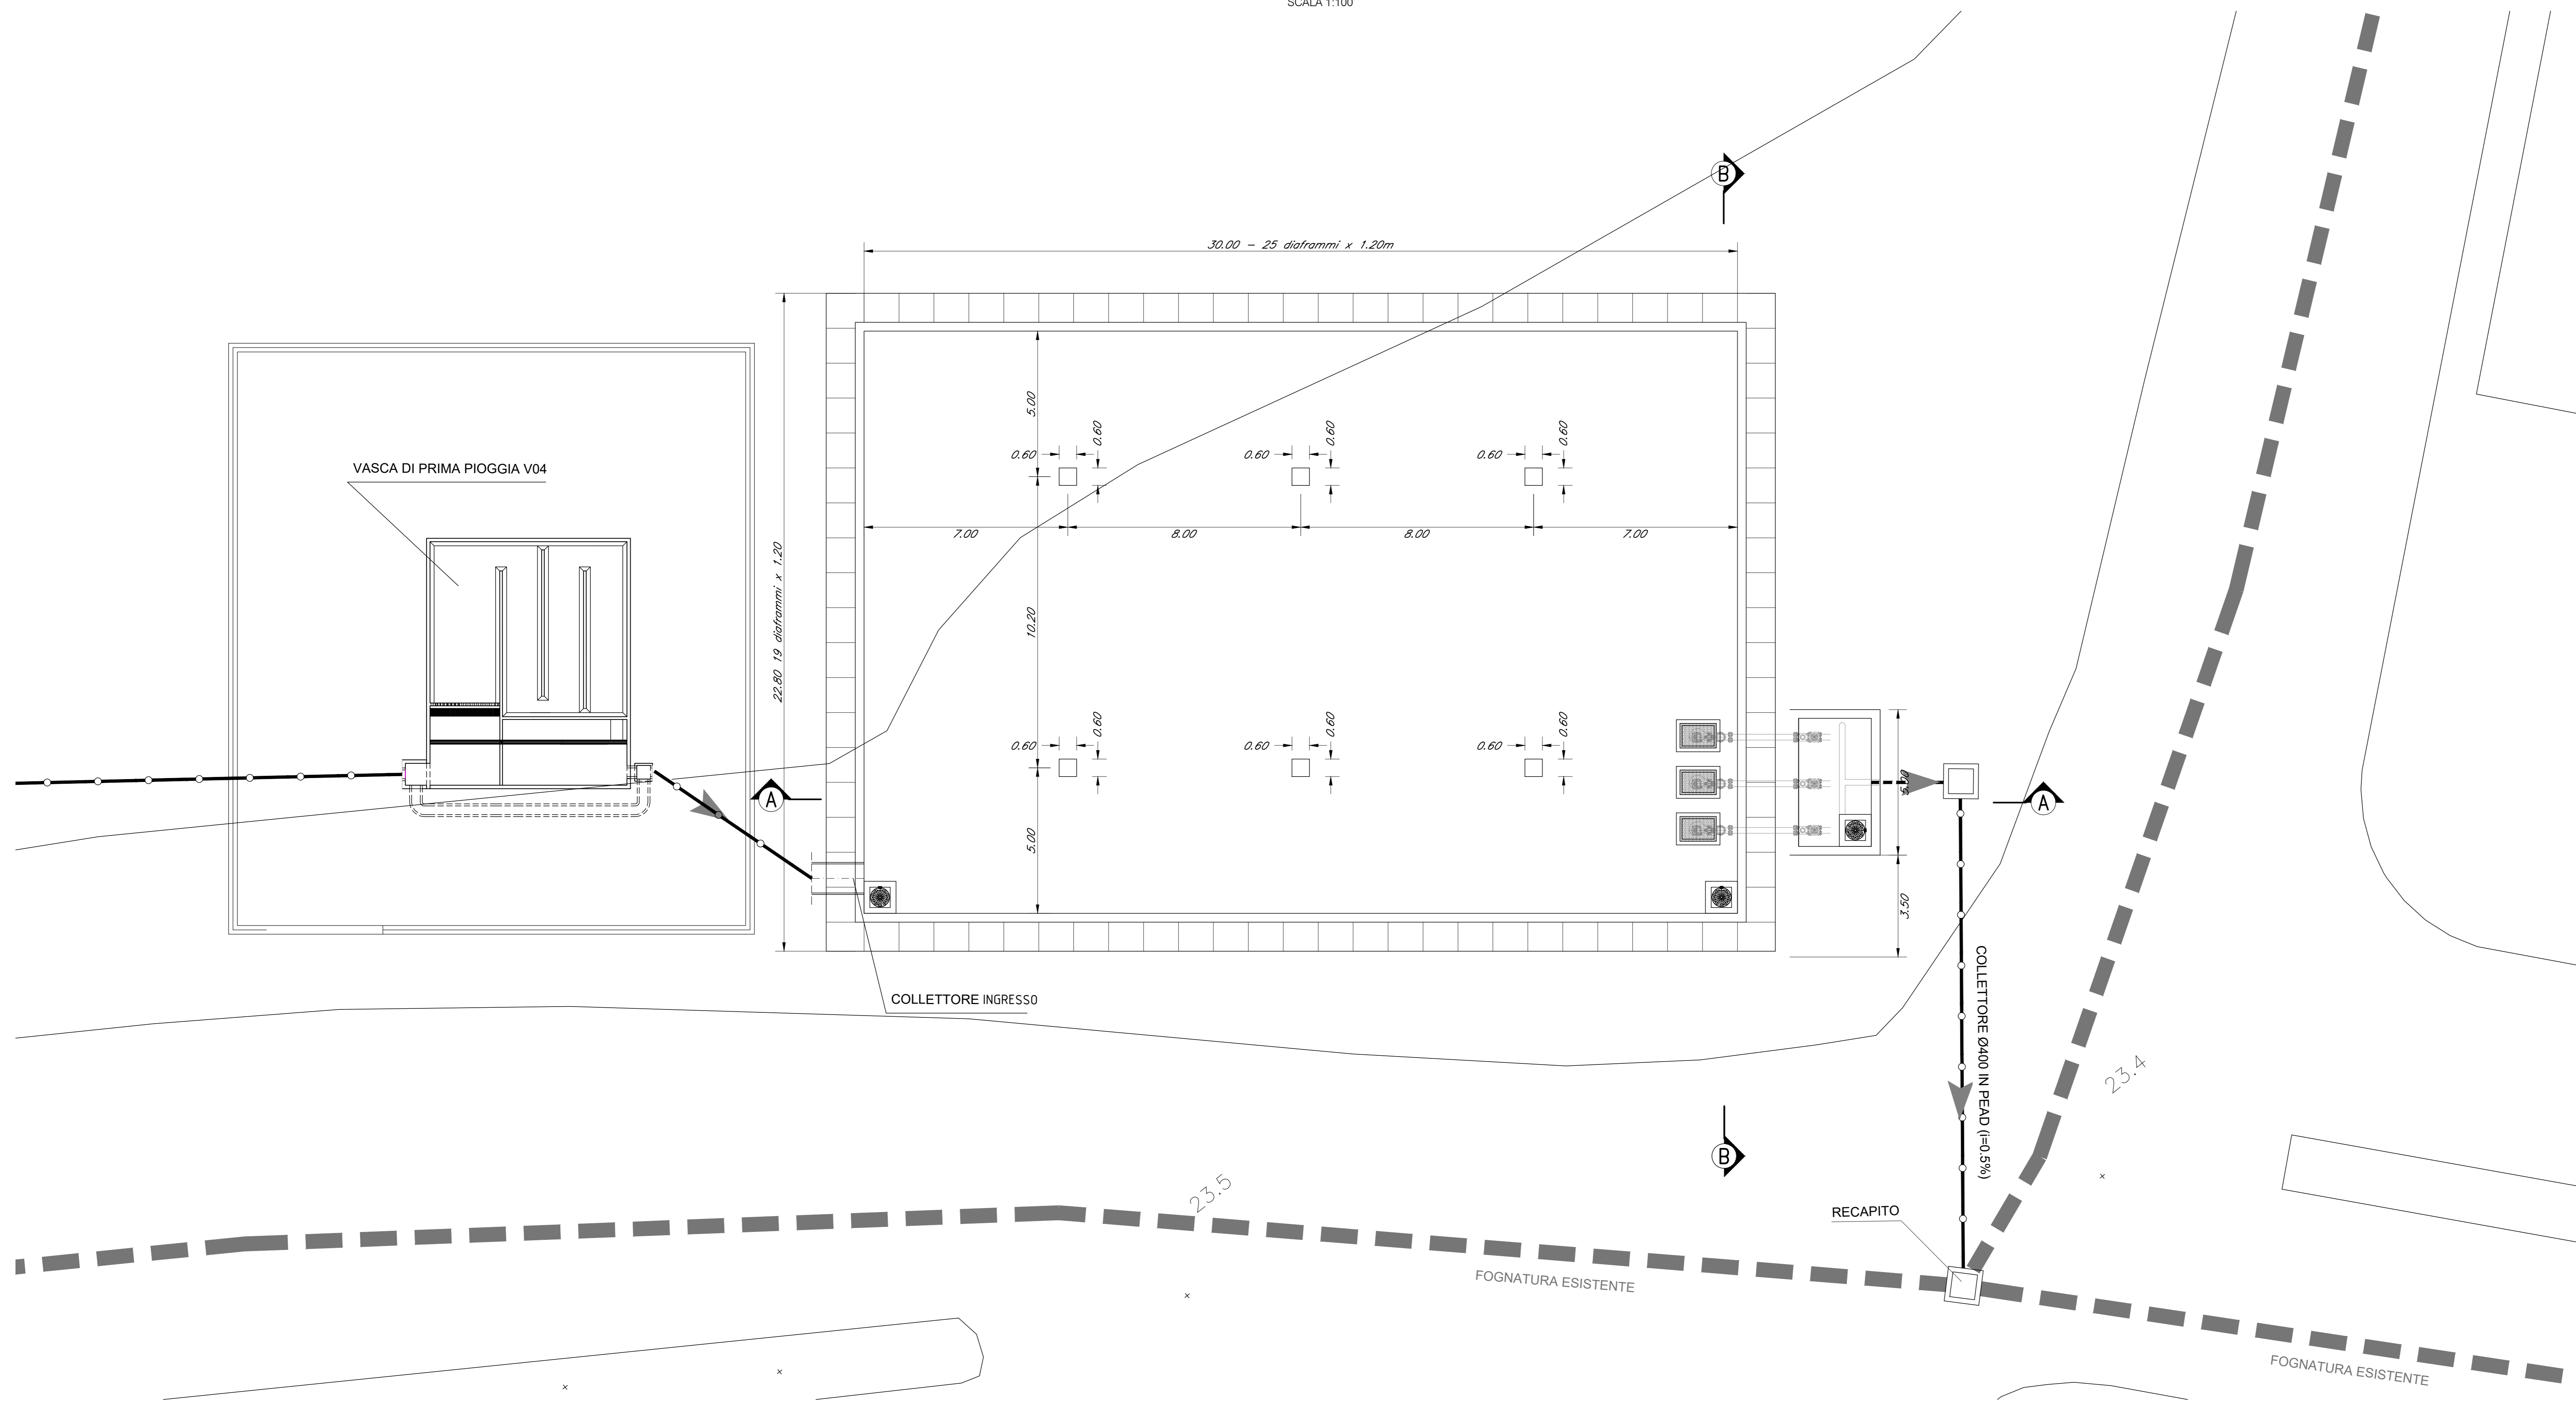 SCALA 1:100
B
30.00 - 25 diaframmi x 1.20m
5.00
0.60
0.60
0.60
0.60
0.60
0.60
VASCA DI PRIMA PIOGGIA V04
7.00
8.00
8.00
7.00
22.80 19 diaframmi x 1.20
10.20
0.60
0.60
0.60
0.60
0.60
0.60
A
5.00
A
5.00
3.50
COLLETTORE INGRESSO
COLLETTORE Ø400 IN PEAD (i=0.5%)
23.4
B
23.5
RECAPITO
FOGNATURA ESISTENTE
FOGNATURA ESISTENTE